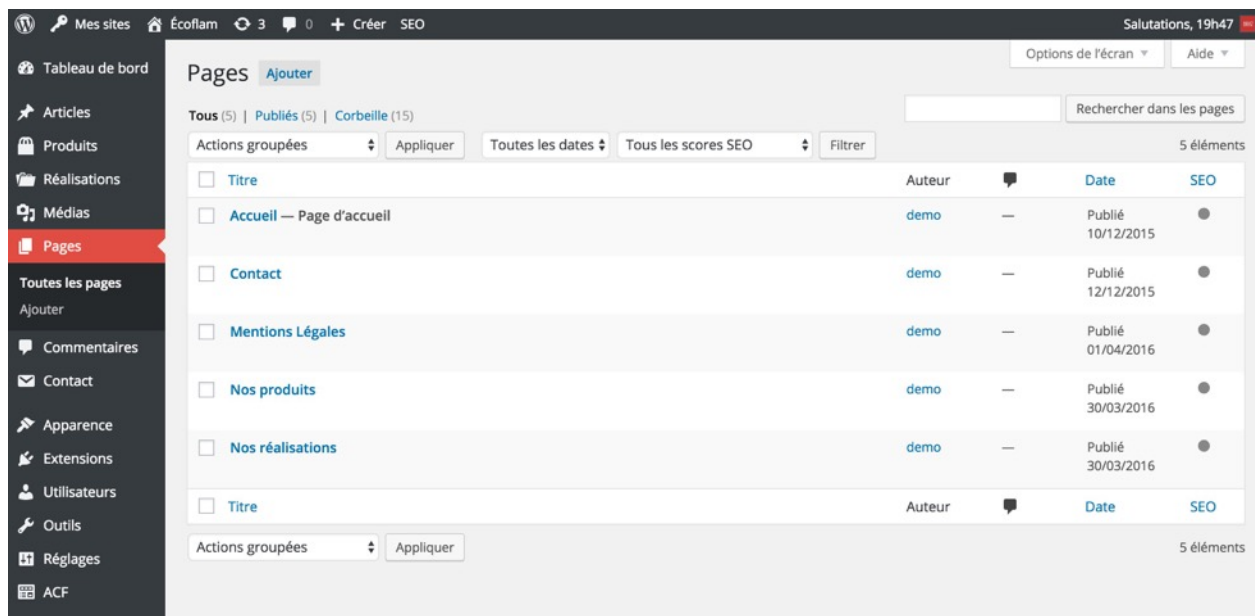 Mes sites Écoflam 3 0 + Créer SEO Salutations, 19h47
Options de l'écran Aide
Tableau de bord
Articles
Produits
Réalisations
Médias
Pages
Toutes les pages
Ajouter
Commentaires
Contact
Apparence
Extensions
Utilisateurs
Outils
Réglages
ACF
Pages Ajouter
Tous (5) | Publiés (5) | Corbeille (15)
Rechercher dans les pages
Actions groupées Appliquer Toutes les dates Tous les scores SEO Filtrer 5 éléments
Titre Auteur Date SEO
Accueil — Page d'accueil demo — Publié
10/12/2015
Contact demo — Publié
12/12/2015
Mentions Légales demo — Publié
01/04/2016
Nos produits demo — Publié
30/03/2016
Nos réalisations demo — Publié
30/03/2016
Titre Auteur Date SEO
Actions groupées Appliquer 5 éléments